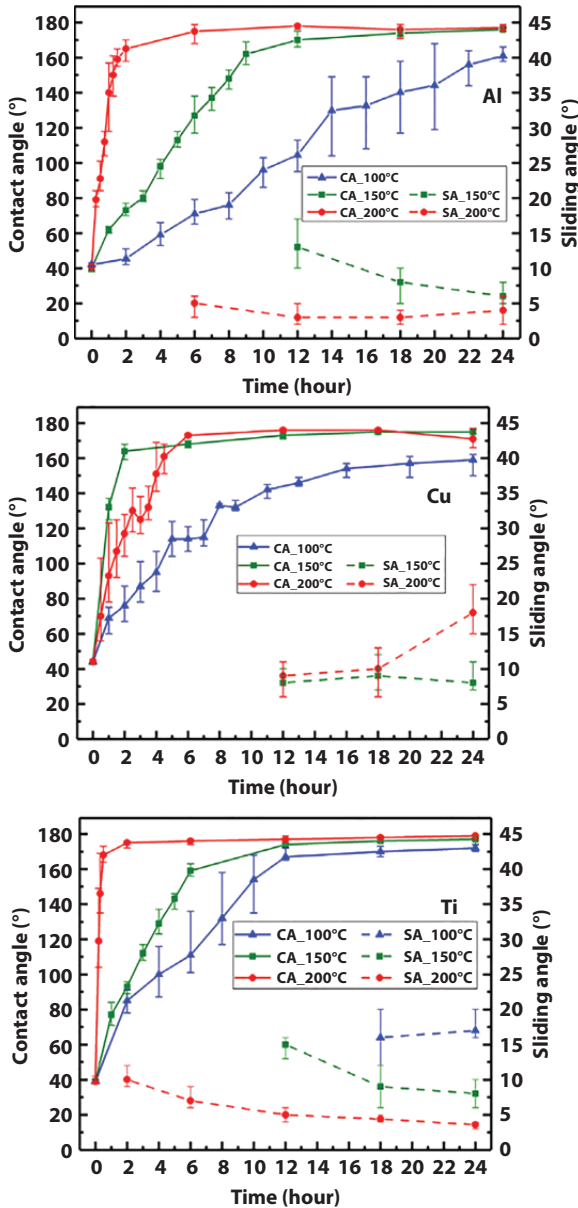 Contact angle (°)
180
160
140
120
100
80
60
40
20
0
45
40
35
30
25
20
15
10
5
0
Sliding angle (°)
Al
CA_100°C
CA_150°C SA_150°C
CA_200°C SA_200°C
0 2 4 6 8 10 12 14 16 18 20 22 24
Time (hour)
Contact angle (°)
180
160
140
120
100
80
60
40
20
0
45
40
35
30
25
20
15
10
5
0
Sliding angle (°)
Cu
CA_100°C
CA_150°C SA_150°C
CA_200°C SA_200°C
0 2 4 6 8 10 12 14 16 18 20 22 24
Time (hour)
Contact angle (°)
180
160
140
120
100
80
60
40
20
0
45
40
35
30
25
20
15
10
5
0
Sliding angle (°)
Ti
CA_100°C SA_100°C
CA_150°C SA_150°C
CA_200°C SA_200°C
0 2 4 6 8 10 12 14 16 18 20 22 24
Time (hour)